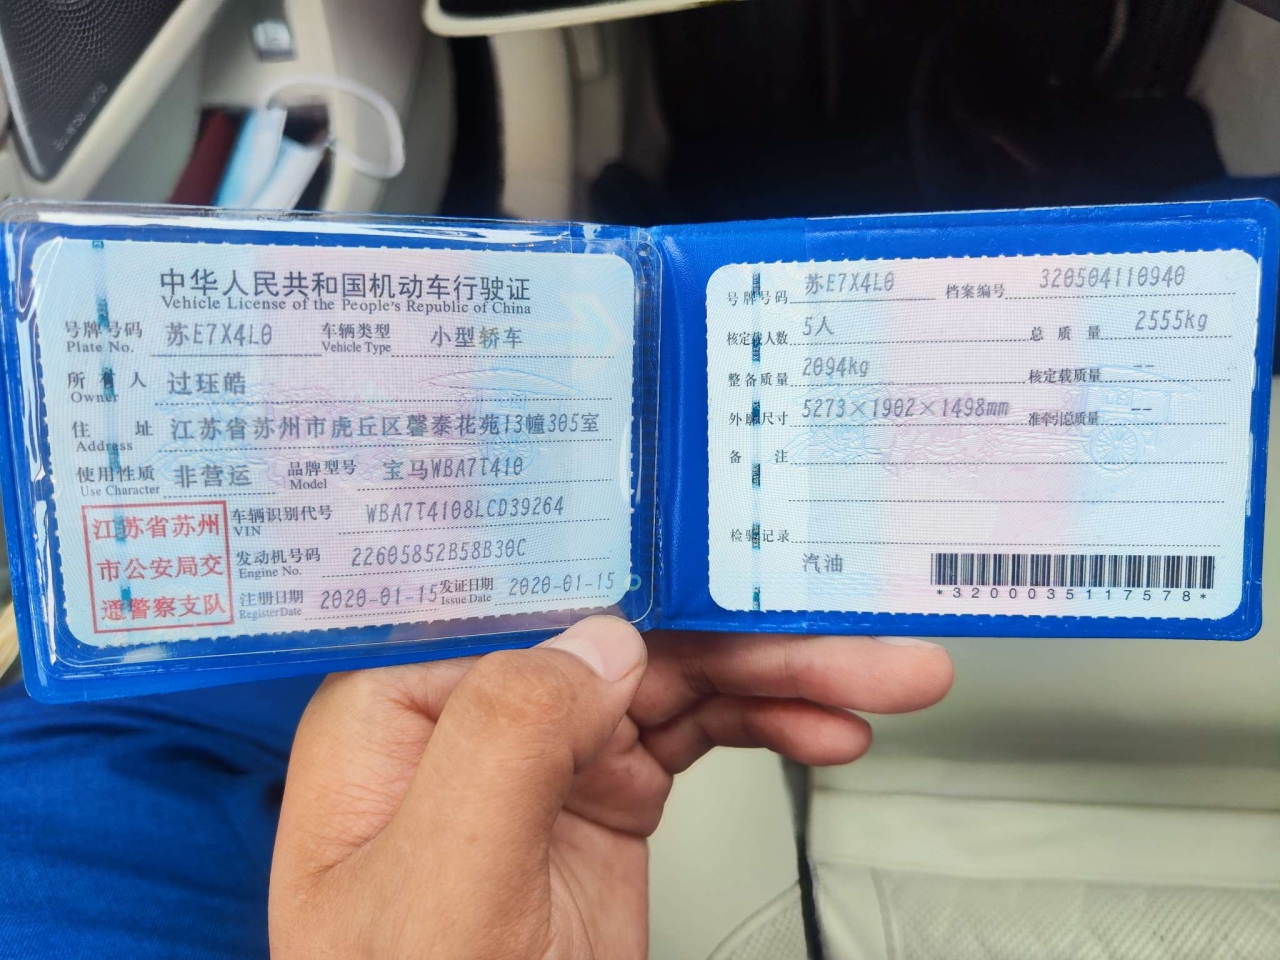 中华人民共和国机动车行驶证
Vehicle License of the People's Republic of China
号牌号码 苏E7X4L0 车辆类型 小型轿车
Plate No. Vehicle Type
所有人 过珏皓
Owner
住址 江苏省苏州市虎丘区馨泰花苑13幢305室
Address
使用性质 非营运 品牌型号 宝马WBA7T410
Use Character Model
江苏省苏州
市公安局交
通警察支队
车辆识别代号 WBA7T4108LCD39264
VIN
发动机号码 22605852B58B30C
Engine No.
注册日期 2020-01-15 发证日期 2020-01-15
Register Date Issue Date
号牌号码 苏E7X4L0 档案编号 320504110940
核定载人数 5人 总质量 2555kg
整备质量 2094kg 核定载质量 --
外廓尺寸 5273×1902×1498mm 准牵引总质量 --
备注
检验记录
汽油
*3200035117578*